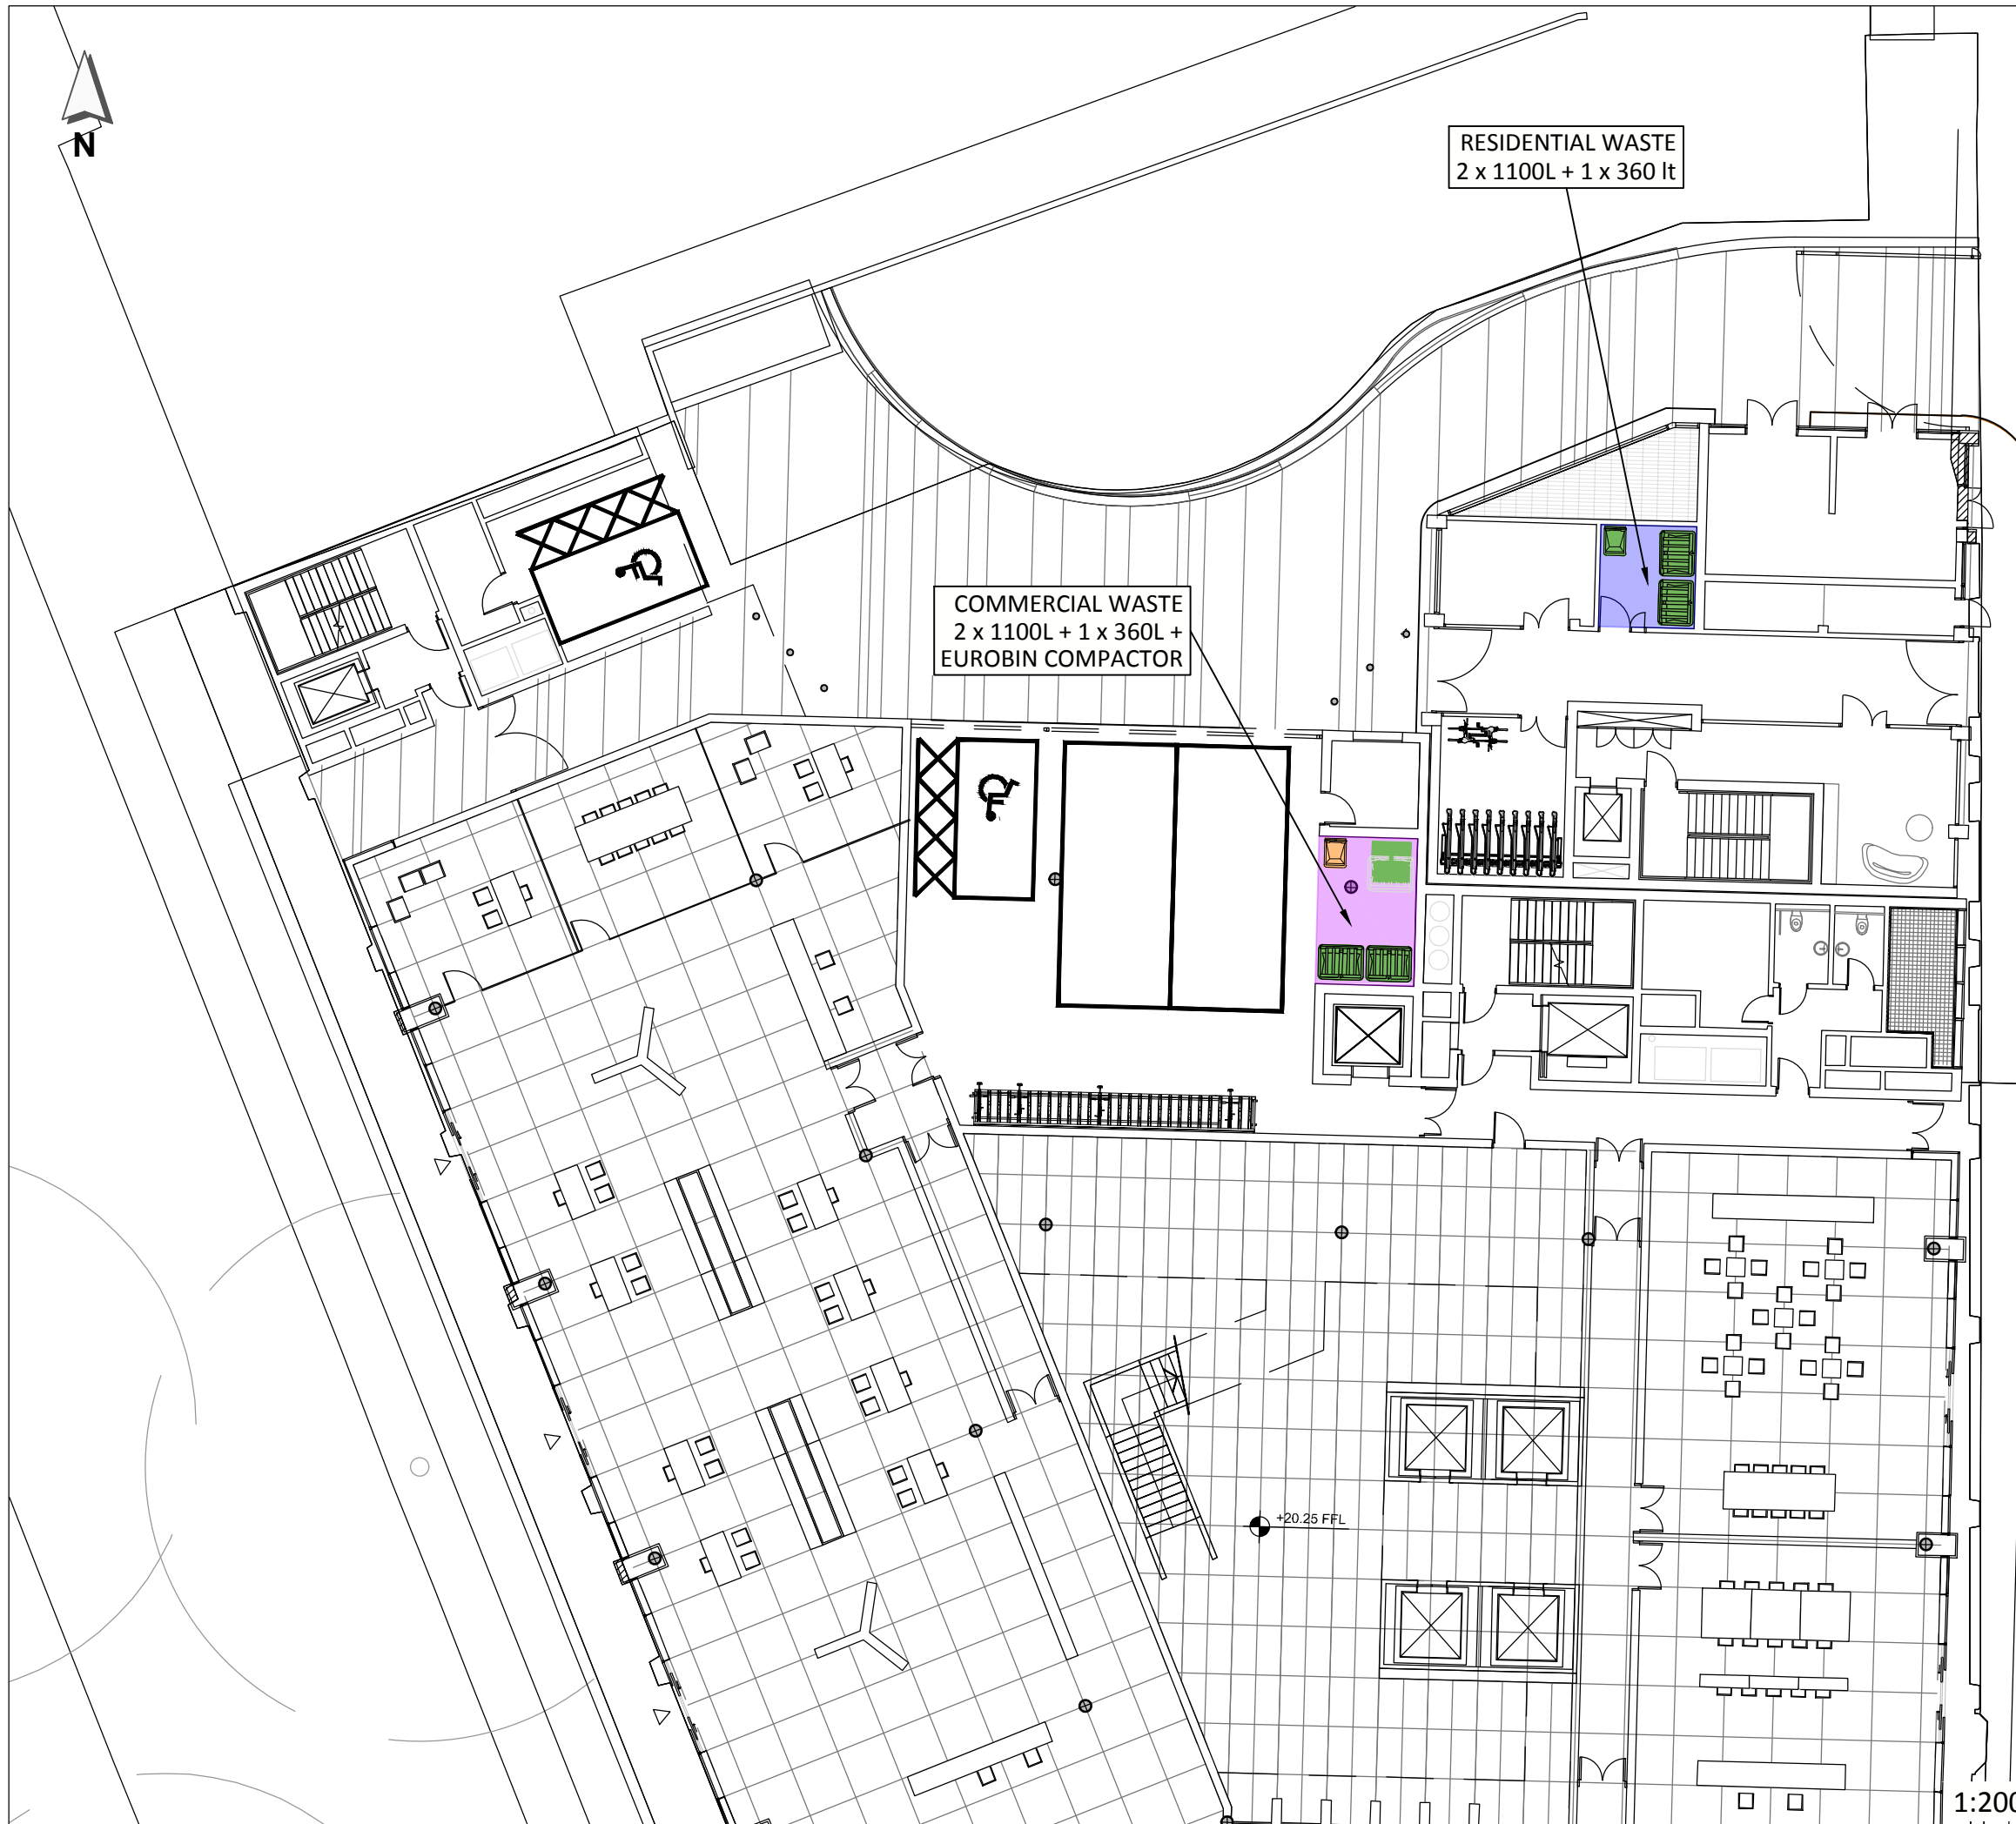 N
RESIDENTIAL WASTE
2 x 1100L + 1 x 360 lt
COMMERCIAL WASTE
2 x 1100L + 1 x 360L +
EUROBIN COMPACTOR
+20.25 FFL
1:200